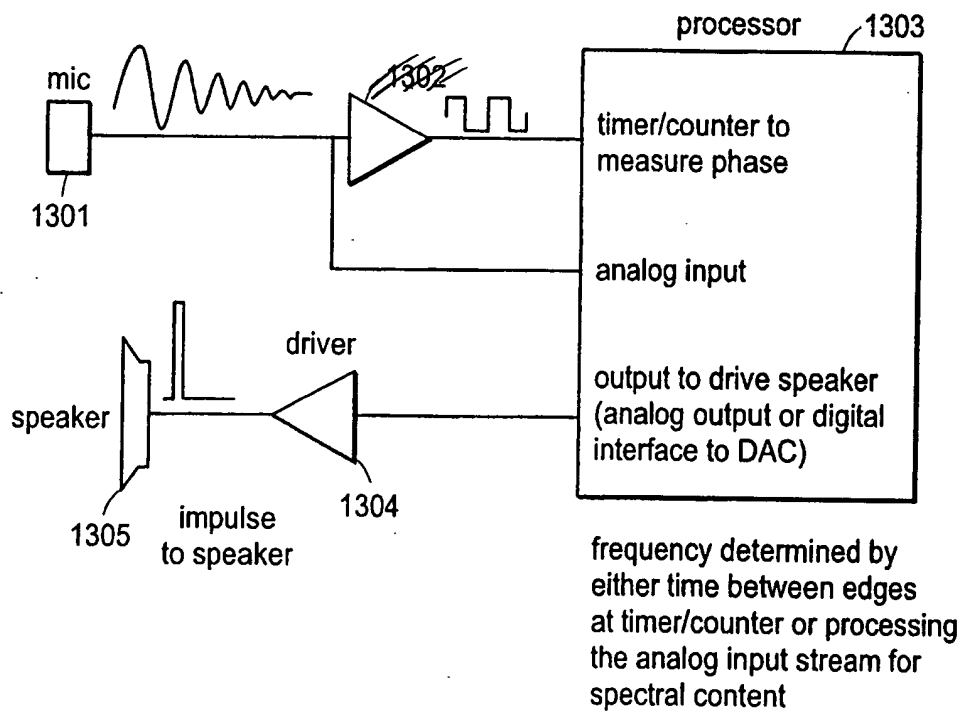 processor
1303
mic
1302
timer/counter to
measure phase
1301
analog input
driver
output to drive speaker
(analog output or digital
interface to DAC)
speaker
1305
impulse
to speaker
1304
frequency determined by
either time between edges
at timer/counter or processing
the analog input stream for
spectral content